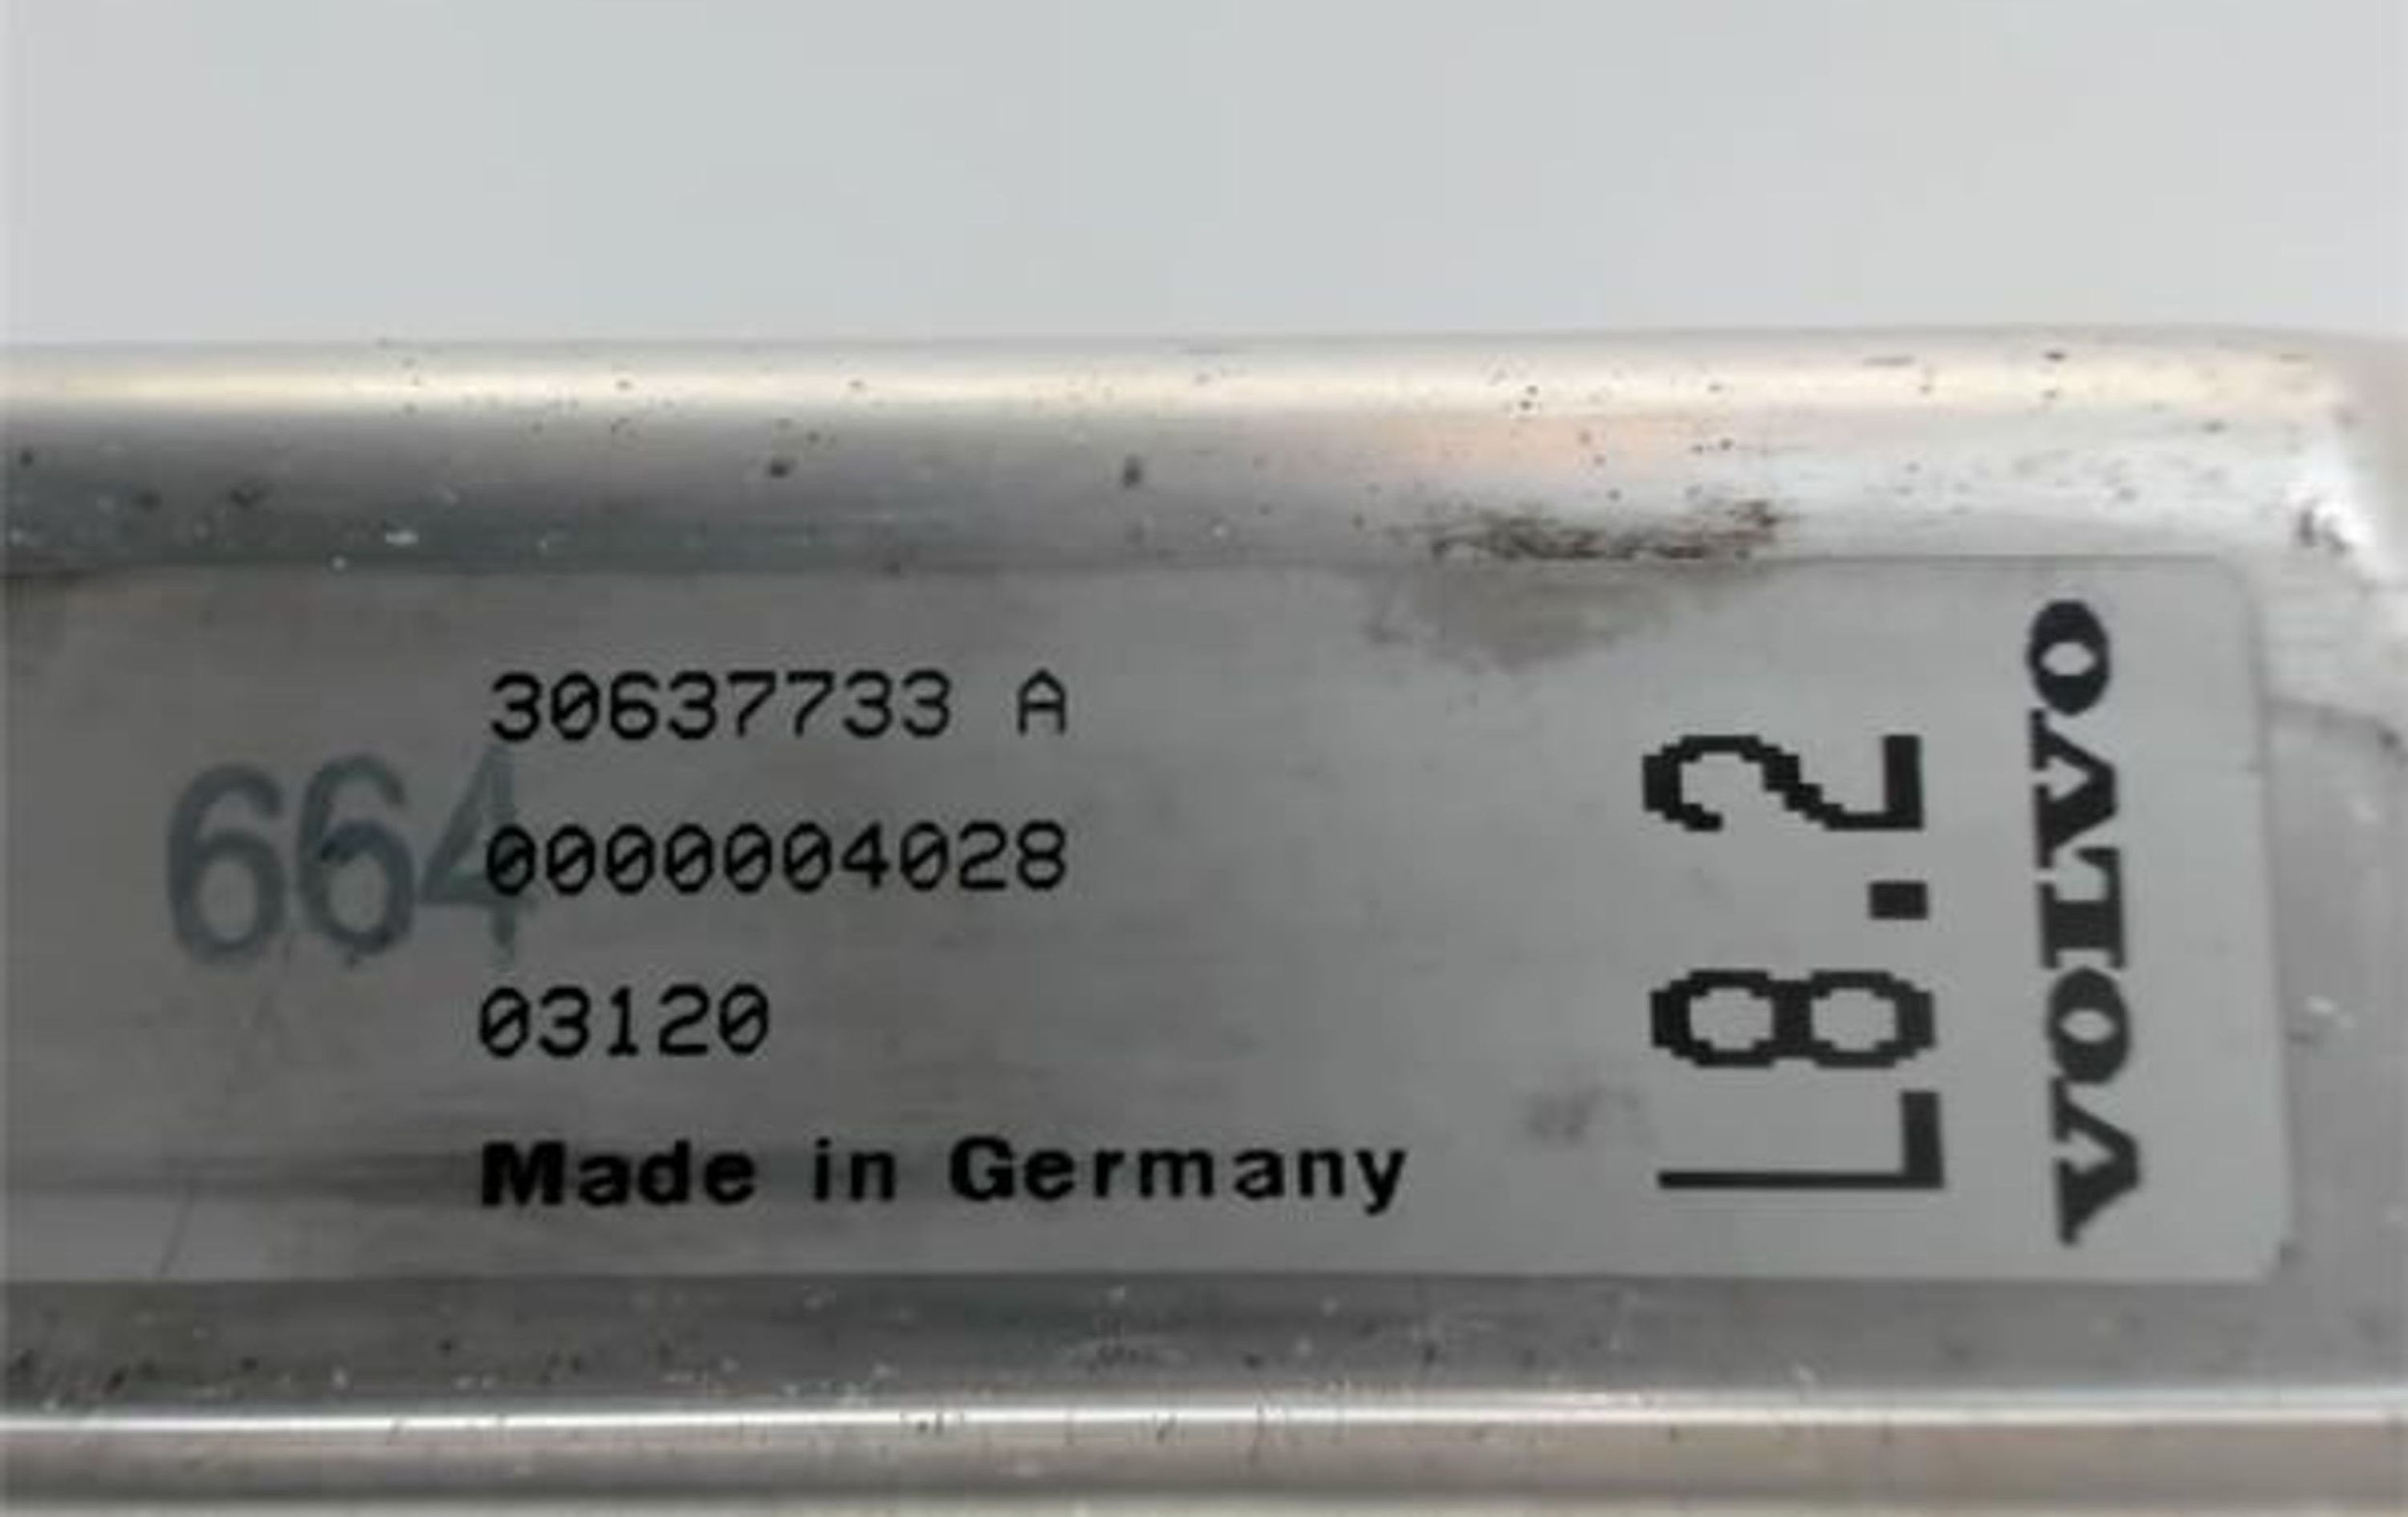 30637733 A
664
0000004028
03120
Made in Germany
L8.2
VOLVO